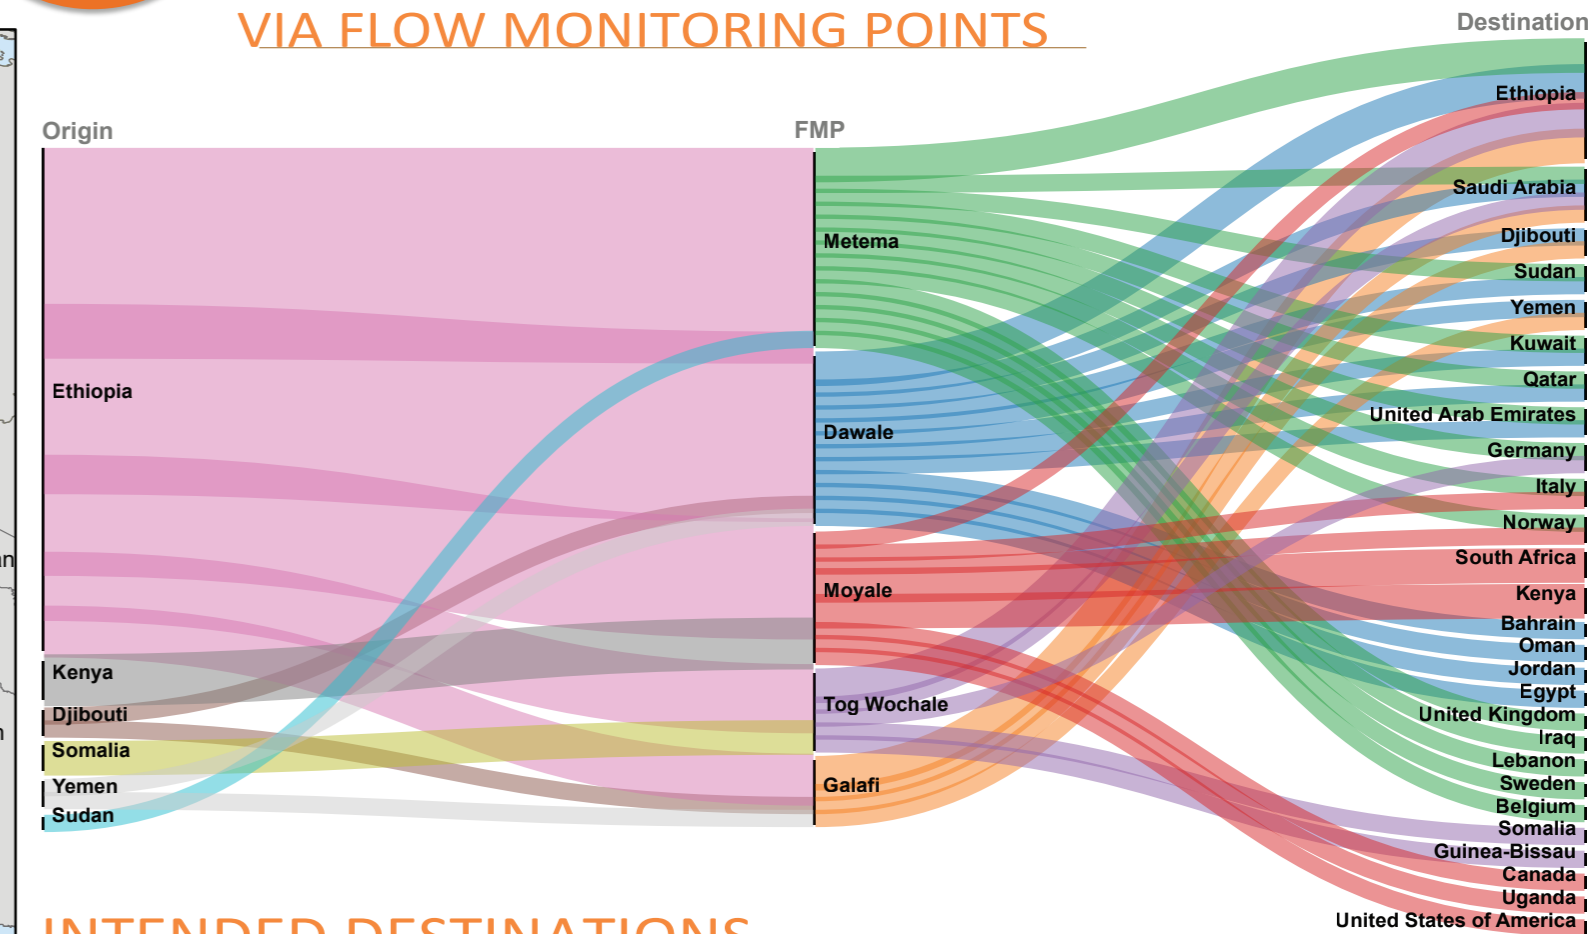 VIA FLOW MONITORING POINTS
Destination
Origin
FMP
Ethiopia
Kenya
Djibouti
Somalia
Yemen
Sudan
Metema
Dawale
Moyale
Tog Wochale
Galafi
Ethiopia
Saudi Arabia
Djibouti
Sudan
Yemen
Kuwait
Qatar
United Arab Emirates
Germany
Italy
Norway
South Africa
Kenya
Bahrain
Oman
Jordan
Egypt
United Kingdom
Iraq
Lebanon
Sweden
Belgium
Somalia
Guinea-Bissau
Canada
Uganda
United States of America
INTENDED DESTINATIONS